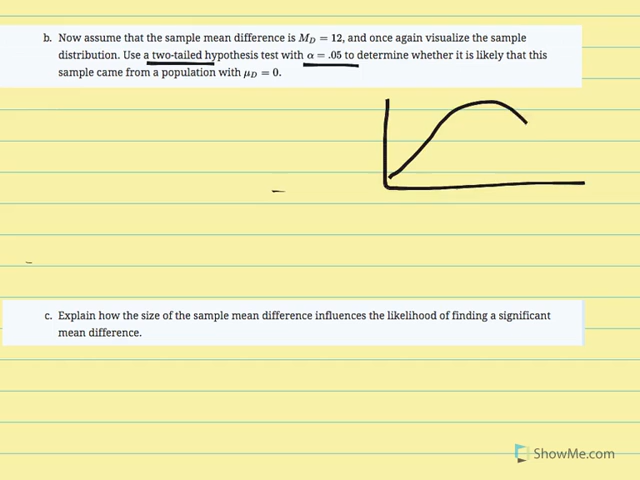 b. Now assume that the sample mean difference is M_D = 12, and once again visualize the sample
distribution. Use a two-tailed hypothesis test with α = .05 to determine whether it is likely that this
sample came from a population with μ_D = 0.
c. Explain how the size of the sample mean difference influences the likelihood of finding a significant
mean difference.
ShowMe.com